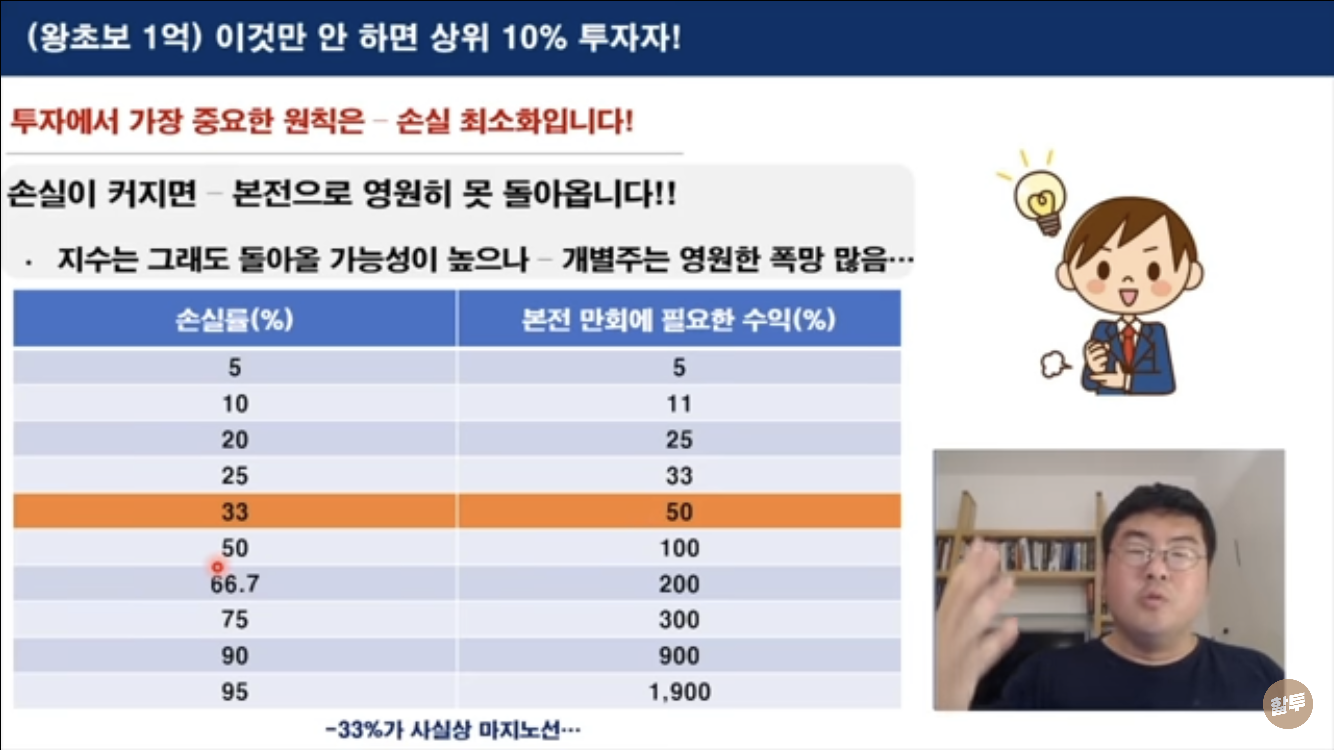 (왕초보 1억) 이것만 안 하면 상위 10% 투자자!
투자에서 가장 중요한 원칙은 – 손실 최소화입니다!
손실이 커지면 – 본전으로 영원히 못 돌아옵니다!!
· 지수는 그래도 돌아올 가능성이 높으나 – 개별주는 영원한 폭망 많음…
손실률(%) 본전 만회에 필요한 수익(%)
5 5
10 11
20 25
25 33
33 50
50 100
66.7 200
75 300
90 900
95 1,900
-33%가 사실상 마지노선…
할투